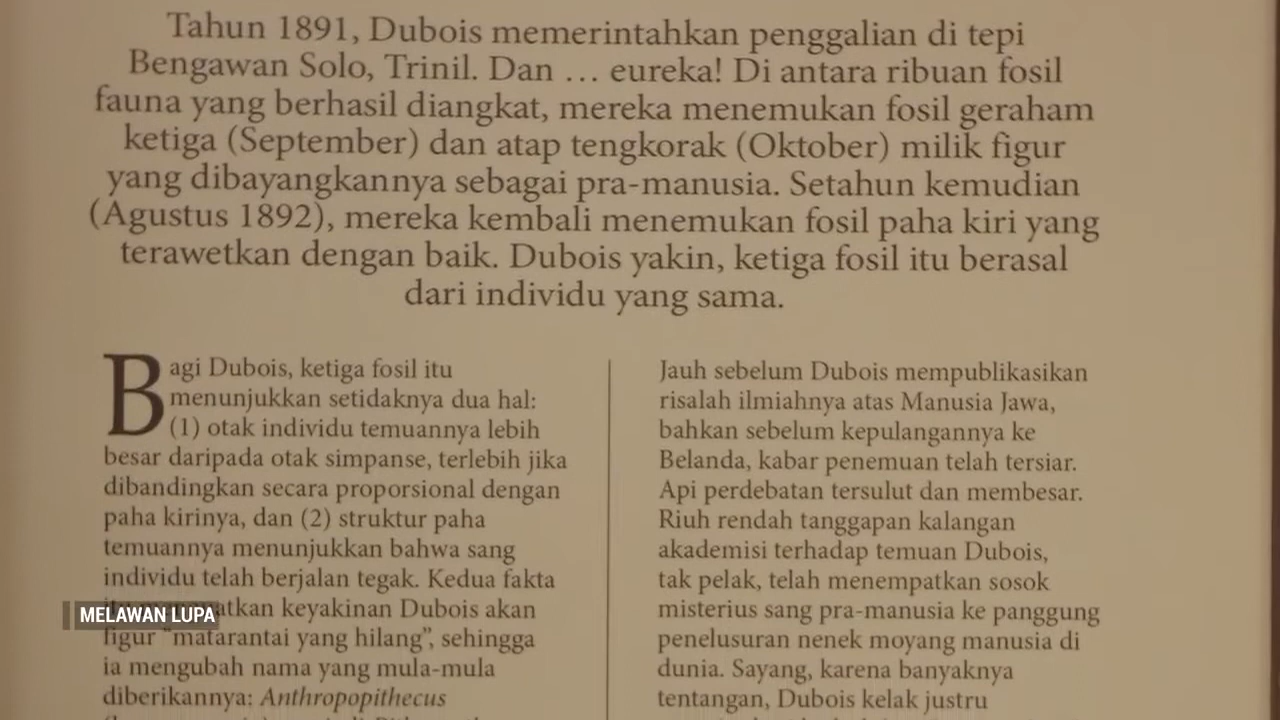 Tahun 1891, Dubois memerintahkan penggalian di tepi
Bengawan Solo, Trinil. Dan … eureka! Di antara ribuan fosil
fauna yang berhasil diangkat, mereka menemukan fosil geraham
ketiga (September) dan atap tengkorak (Oktober) milik figur
yang dibayangkannya sebagai pra-manusia. Setahun kemudian
(Agustus 1892), mereka kembali menemukan fosil paha kiri yang
terawetkan dengan baik. Dubois yakin, ketiga fosil itu berasal
dari individu yang sama.
Bagi Dubois, ketiga fosil itu
menunjukkan setidaknya dua hal:
(1) otak individu temuannya lebih
besar daripada otak simpanse, terlebih jika
dibandingkan secara proporsional dengan
paha kirinya, dan (2) struktur paha
temuannya menunjukkan bahwa sang
individu telah berjalan tegak. Kedua fakta
keyakinan Dubois akan
figur "matarantai yang hilang", sehingga
ia mengubah nama yang mula-mula
diberikannya: Anthropopithecus
Jauh sebelum Dubois mempublikasikan
risalah ilmiahnya atas Manusia Jawa,
bahkan sebelum kepulangannya ke
Belanda, kabar penemuan telah tersiar.
Api perdebatan tersulut dan membesar.
Riuh rendah tanggapan kalangan
akademisi terhadap temuan Dubois,
tak pelak, telah menempatkan sosok
misterius sang pra-manusia ke panggung
penelusuran nenek moyang manusia di
dunia. Sayang, karena banyaknya
tentangan, Dubois kelak justru
MELAWAN LUPA